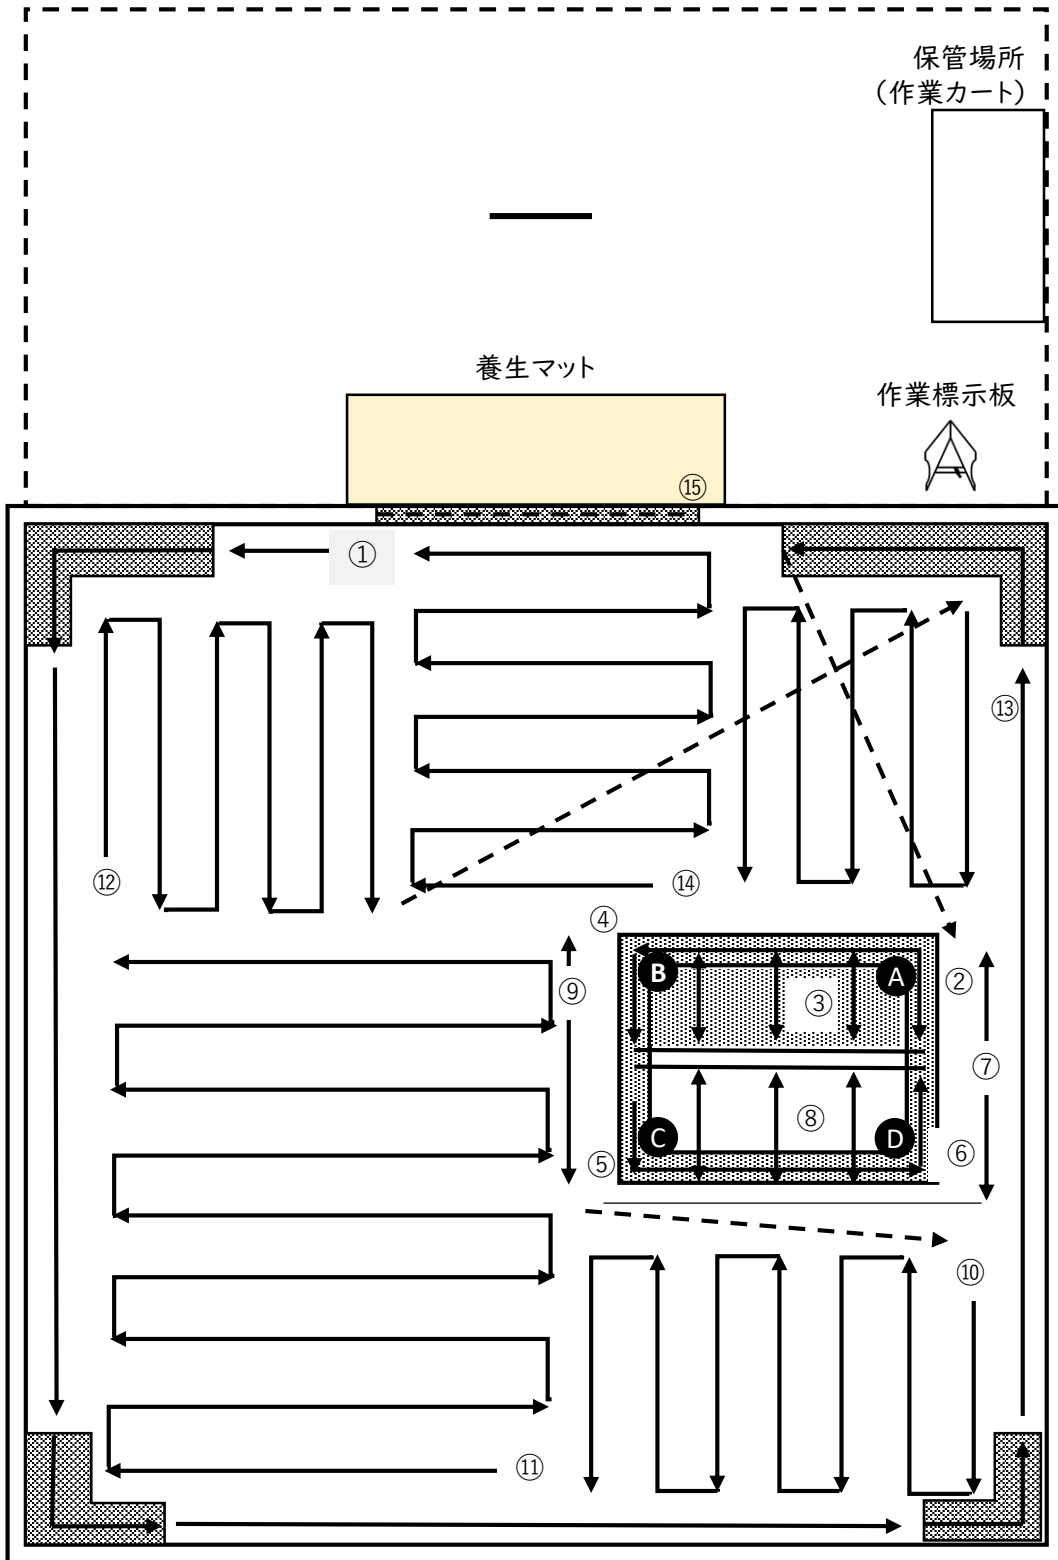 保管場所
(作業カート)
養生マット
作業標示板
⑮
①
⑬
⑫
⑭
④
B
A
②
⑨
③
⑦
⑧
C
D
⑥
⑤
⑩
⑪